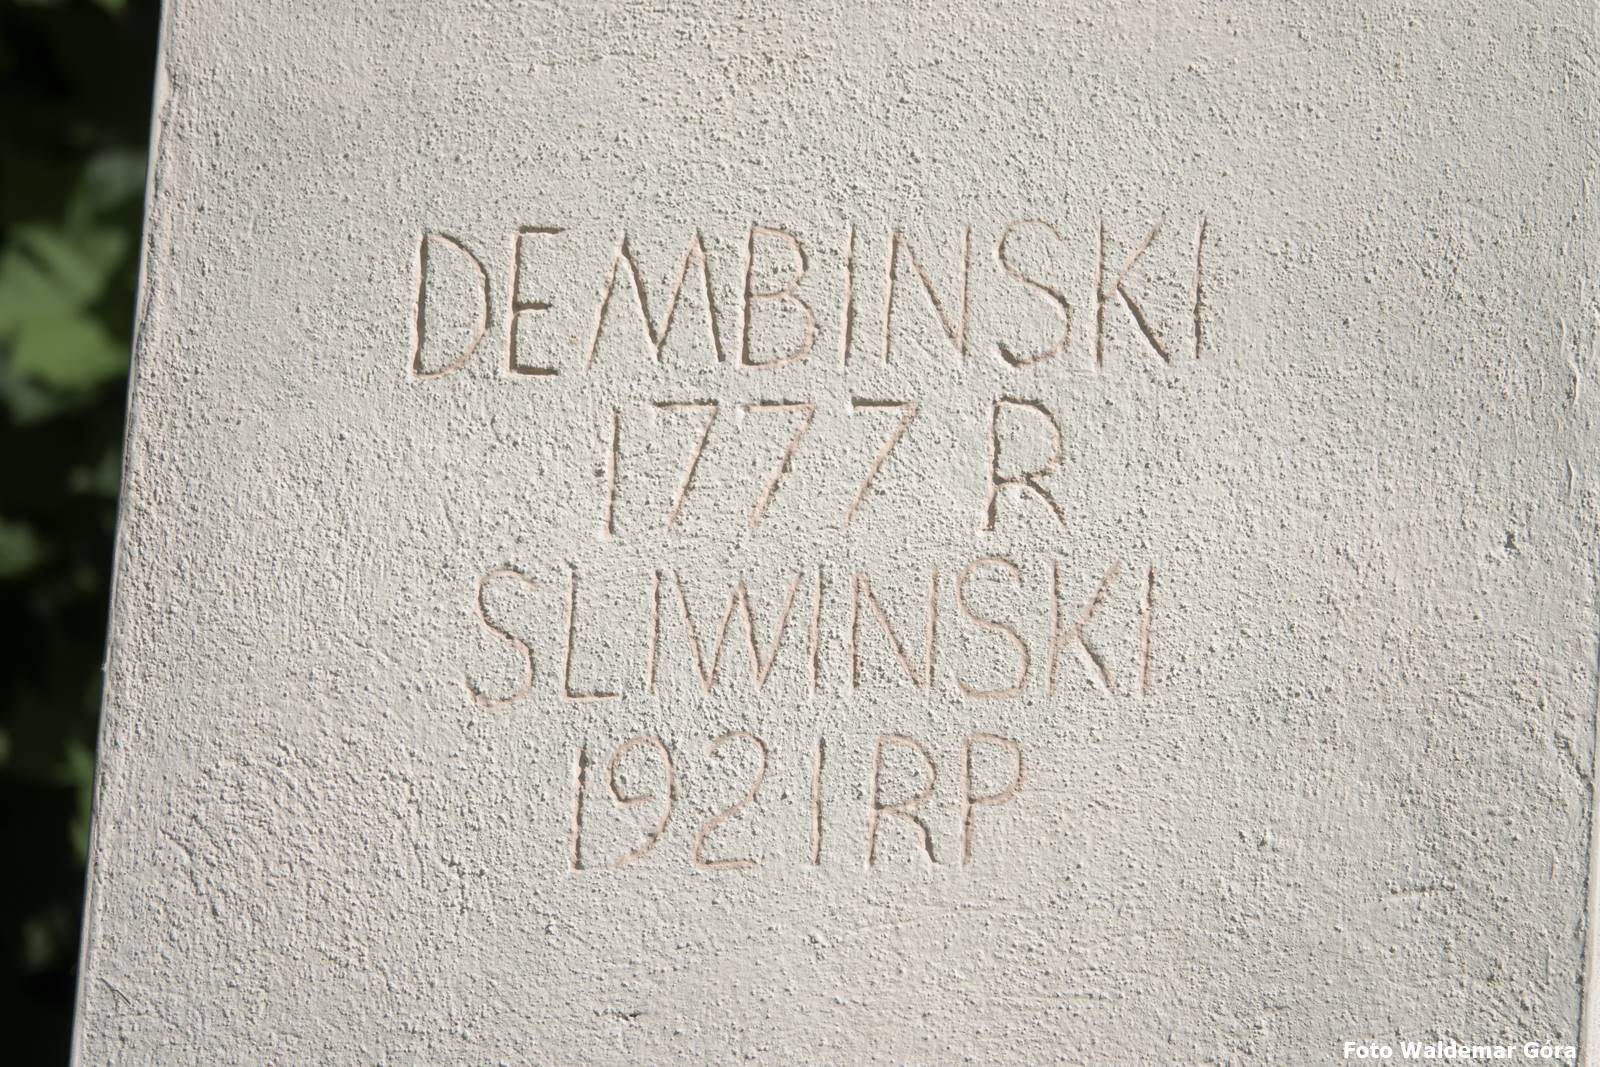 DEMBINSKI
1777 R
SLIWINSKI
1921 RP
Foto Waldemar Góra